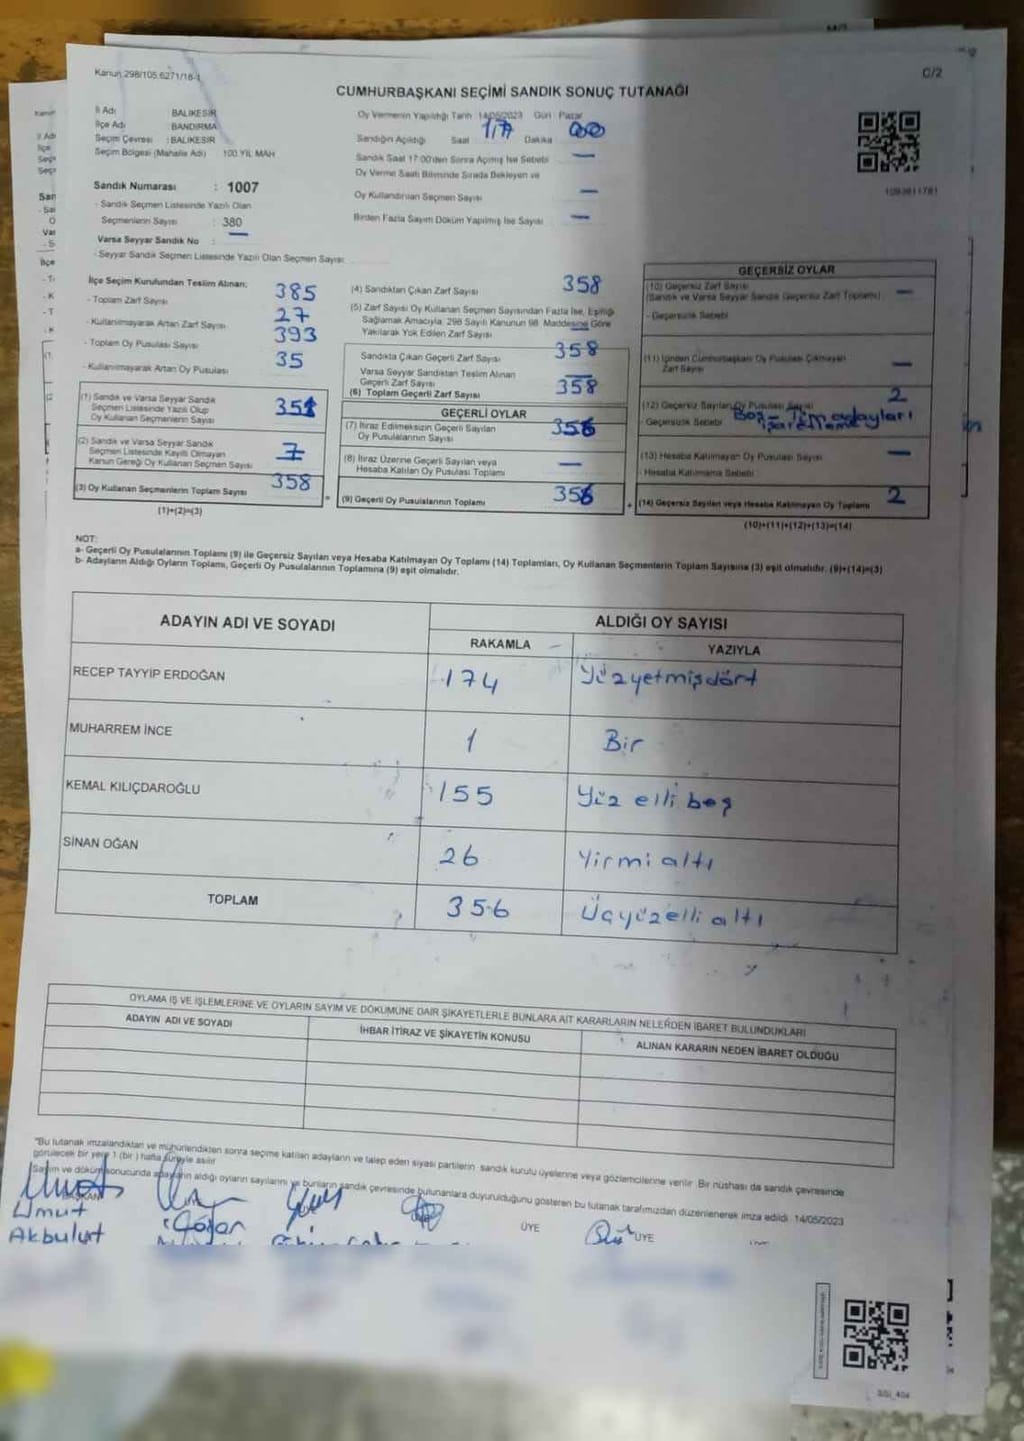 Kanun 298/105.6271/18-1
C/2
CUMHURBAŞKANI SEÇİMİ SANDIK SONUÇ TUTANAĞI
İl Adı : BALIKESİR
İlçe Adı : BANDIRMA
Seçim Çevresi : BALIKESİR
Seçim Bölgesi (Mahalle Adı) 100.YIL MAH
Sandık Numarası : 1007
- Sandık Seçmen Listesinde Yazılı Olan
Seçmenlerin Sayısı : 380
Varsa Seyyar Sandık No : —
- Seyyar Sandık Seçmen Listesinde Yazılı Olan Seçmen Sayısı:
Oy Vermenin Yapıldığı Tarih 14/05/2023 Gün Pazar
Sandığın Açıldığı Saat 17 Dakika 00
Sandık Saat 17:00'den Sonra Açılmış İse Sebebi —
Oy Verme Saati Bitiminde Sırada Bekleyen ve
Oy Kullandırılan Seçmen Sayısı —
Birden Fazla Sayım Döküm Yapılmış İse Sayısı —
İlçe Seçim Kurulundan Teslim Alınan:
- Toplam Zarf Sayısı 385
- Kullanılmayarak Artan Zarf Sayısı 27
- Toplam Oy Pusulası Sayısı 393
- Kullanılmayarak Artan Oy Pusulası 35
(1) Sandık ve Varsa Seyyar Sandık
Seçmen Listesinde Yazılı Olup
Oy Kullanan Seçmenlerin Sayısı 351
(2) Sandık ve Varsa Seyyar Sandık
Seçmen Listesinde Kayıtlı Olmayan
Kanun Gereği Oy Kullanan Seçmen Sayısı 7
(3) Oy Kullanan Seçmenlerin Toplam Sayısı 358
(1)+(2)=(3)
(4) Sandıktan Çıkan Zarf Sayısı 358
(5) Zarf Sayısı Oy Kullanan Seçmen Sayısından Fazla İse, Eşitliği
Sağlamak Amacıyla; 298 Sayılı Kanunun 98. Maddesine Göre
Yakılarak Yok Edilen Zarf Sayısı —
Sandıkta Çıkan Geçerli Zarf Sayısı 358
Varsa Seyyar Sandıktan Teslim Alınan
Geçerli Zarf Sayısı —
(6) Toplam Geçerli Zarf Sayısı 358
GEÇERLİ OYLAR
(7) İtiraz Edilmeksizin Geçerli Sayılan
Oy Pusulalarının Sayısı 356
(8) İtiraz Üzerine Geçerli Sayılan veya
Hesaba Katılan Oy Pusulası Toplamı —
(9) Geçerli Oy Pusulalarının Toplamı 356
GEÇERSİZ OYLAR
(10) Geçersiz Zarf Sayısı
(Sandık ve Varsa Seyyar Sandık Geçersiz Zarf Toplamı) —
- Geçersizlik Sebebi
(11) İçinden Cumhurbaşkanı Oy Pusulası Çıkmayan
Zarf Sayısı —
(12) Geçersiz Sayılan Oy Pusulası Sayısı 2
- Geçersizlik Sebebi Boş - Tüm adayları
işaretleme
(13) Hesaba Katılmayan Oy Pusulası Sayısı —
- Hesaba Katılmama Sebebi
(14) Geçersiz Sayılan veya Hesaba Katılmayan Oy Toplamı 2
(10)+(11)+(12)+(13)=(14)
NOT:
a- Geçerli Oy Pusulalarının Toplamı (9) ile Geçersiz Sayılan veya Hesaba Katılmayan Oy Toplamı (14) Toplamları, Oy Kullanan Seçmenlerin Toplam Sayısına (3) eşit olmalıdır. (9)+(14)=(3)
b- Adayların Aldığı Oyların Toplamı, Geçerli Oy Pusulalarının Toplamına (9) eşit olmalıdır.
ADAYIN ADI VE SOYADI
ALDIĞI OY SAYISI
RAKAMLA YAZIYLA
RECEP TAYYİP ERDOĞAN 174 Yüzyetmişdört
MUHARREM İNCE 1 Bir
KEMAL KILIÇDAROĞLU 155 Yüz elli beş
SİNAN OĞAN 26 Yirmi altı
TOPLAM 356 Üçyüzelli altı
OYLAMA İŞ VE İŞLEMLERİNE VE OYLARIN SAYIM VE DÖKÜMÜNE DAİR ŞİKAYETLERLE BUNLARA AİT KARARLARIN NELERDEN İBARET BULUNDUKLARI
ADAYIN ADI VE SOYADI
İHBAR İTİRAZ VE ŞİKAYETİN KONUSU
ALINAN KARARIN NEDEN İBARET OLDUĞU
"Bu tutanak imzalandıktan ve mühürlendikten sonra seçime katılan adayların ve talep eden siyasi partilerin sandık kurulu üyelerine veya gözlemcilerine verilir. Bir nüshası da sandık çevresinde
görülecek bir yere 1 (bir) hafta süreyle asılır
Sayım ve döküm sonucunda adayların aldığı oyların sayılarını ve bunların sandık çevresinde bulunanlara duyurulduğunu gösteren bu tutanak tarafımızdan düzenlenerek imza edildi. 14/05/2023
BAŞKAN
ÜYE
ÜYE
Umut
Akbulut